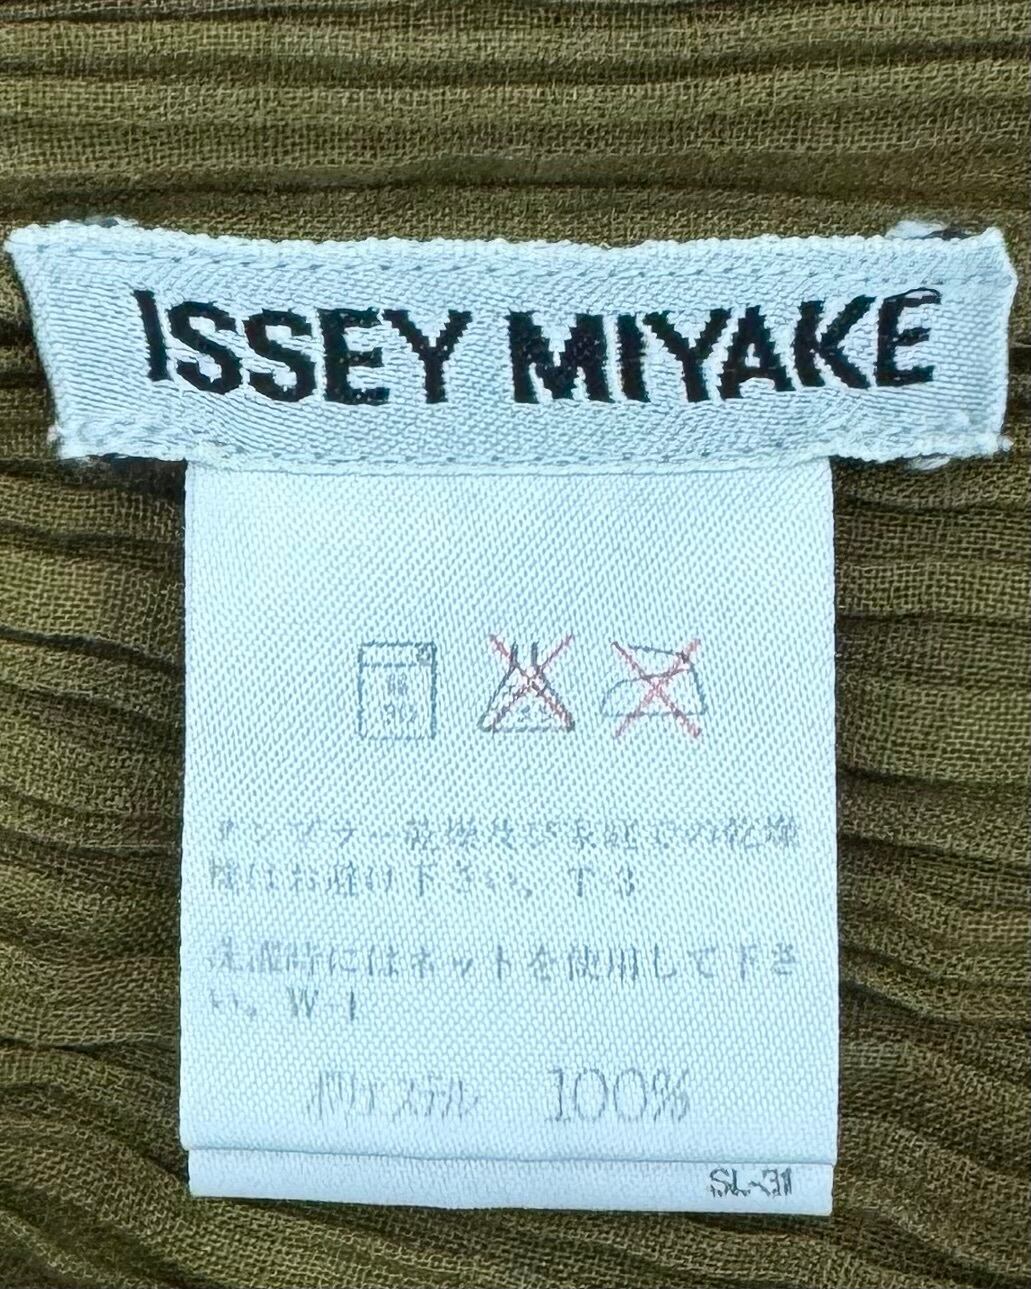 ISSEY MIYAKE
弱
30
タンブラー乾燥及び家庭での乾燥
機はお避け下さい。T-3
洗濯時にはネットを使用して下さ
い。W-1
ポリエステル 100%
SL-31